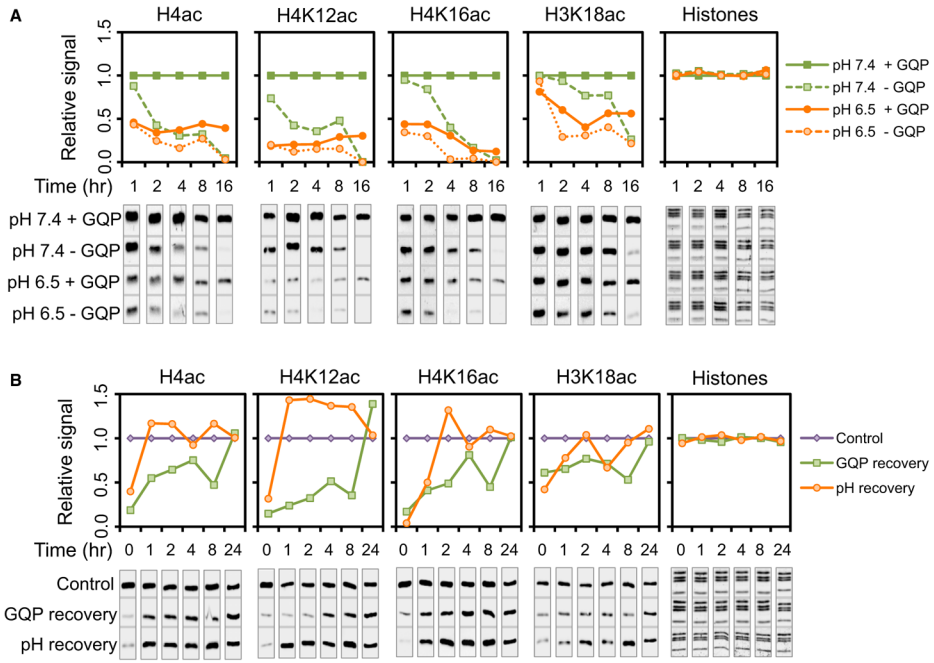 A
H4ac H4K12ac H4K16ac H3K18ac Histones
Relative signal
1.5
1.0
0.5
0.0
pH 7.4 + GQP
pH 7.4 - GQP
pH 6.5 + GQP
pH 6.5 - GQP
Time (hr) 1 2 4 8 16 1 2 4 8 16 1 2 4 8 16 1 2 4 8 16 1 2 4 8 16
pH 7.4 + GQP
pH 7.4 - GQP
pH 6.5 + GQP
pH 6.5 - GQP
B
H4ac H4K12ac H4K16ac H3K18ac Histones
Relative signal
1.5
1.0
0.5
0.0
Control
GQP recovery
pH recovery
Time (hr) 0 1 2 4 8 24 0 1 2 4 8 24 0 1 2 4 8 24 0 1 2 4 8 24 0 1 2 4 8 24
Control
GQP recovery
pH recovery